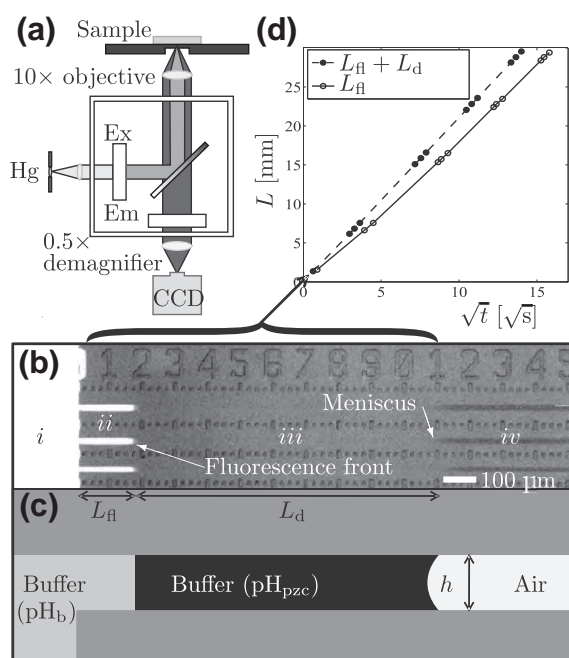 (a)
Sample
10× objective
Ex
Hg
Em
0.5×
demagnifier
CCD
(d)
L_fl + L_d
L_fl
25
20
15
10
5
0
L [mm]
0 5 10 15
√t [√s]
(b)
1 2 3 4 5 6 7 8 9 0 1 2 3 4 5
i
ii
iii
iv
Meniscus
Fluorescence front
100 µm
L_fl
L_d
(c)
Buffer
(pH_b)
Buffer (pH_pzc)
h
Air